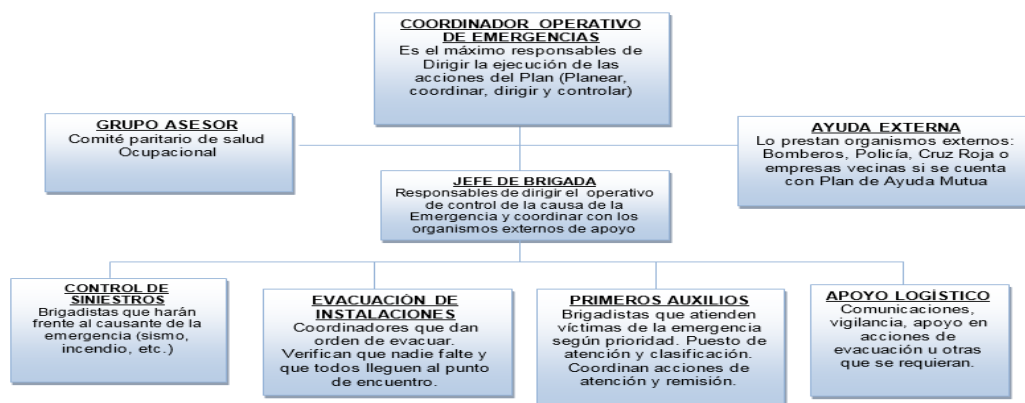 COORDINADOR OPERATIVO
DE EMERGENCIAS
Es el máximo responsables de
Dirigir la ejecución de las
acciones del Plan (Planear,
coordinar, dirigir y controlar)
GRUPO ASESOR
Comité paritario de salud
Ocupacional
AYUDA EXTERNA
Lo prestan organismos externos:
Bomberos, Policía, Cruz Roja o
empresas vecinas si se cuenta
con Plan de Ayuda Mutua
JEFE DE BRIGADA
Responsables de dirigir el operativo
de control de la causa de la
Emergencia y coordinar con los
organismos externos de apoyo
CONTROL DE
SINIESTROS
Brigadistas que harán
frente al causante de la
emergencia (sismo,
incendio, etc.)
EVACUACIÓN DE
INSTALACIONES
Coordinadores que dan
orden de evacuar.
Verifican que nadie falte y
que todos lleguen al punto
de encuentro.
PRIMEROS AUXILIOS
Brigadistas que atienden
víctimas de la emergencia
según prioridad. Puesto de
atención y clasificación.
Coordinan acciones de
atención y remisión.
APOYO LOGÍSTICO
Comunicaciones,
vigilancia, apoyo en
acciones de
evacuación u otras
que se requieran.